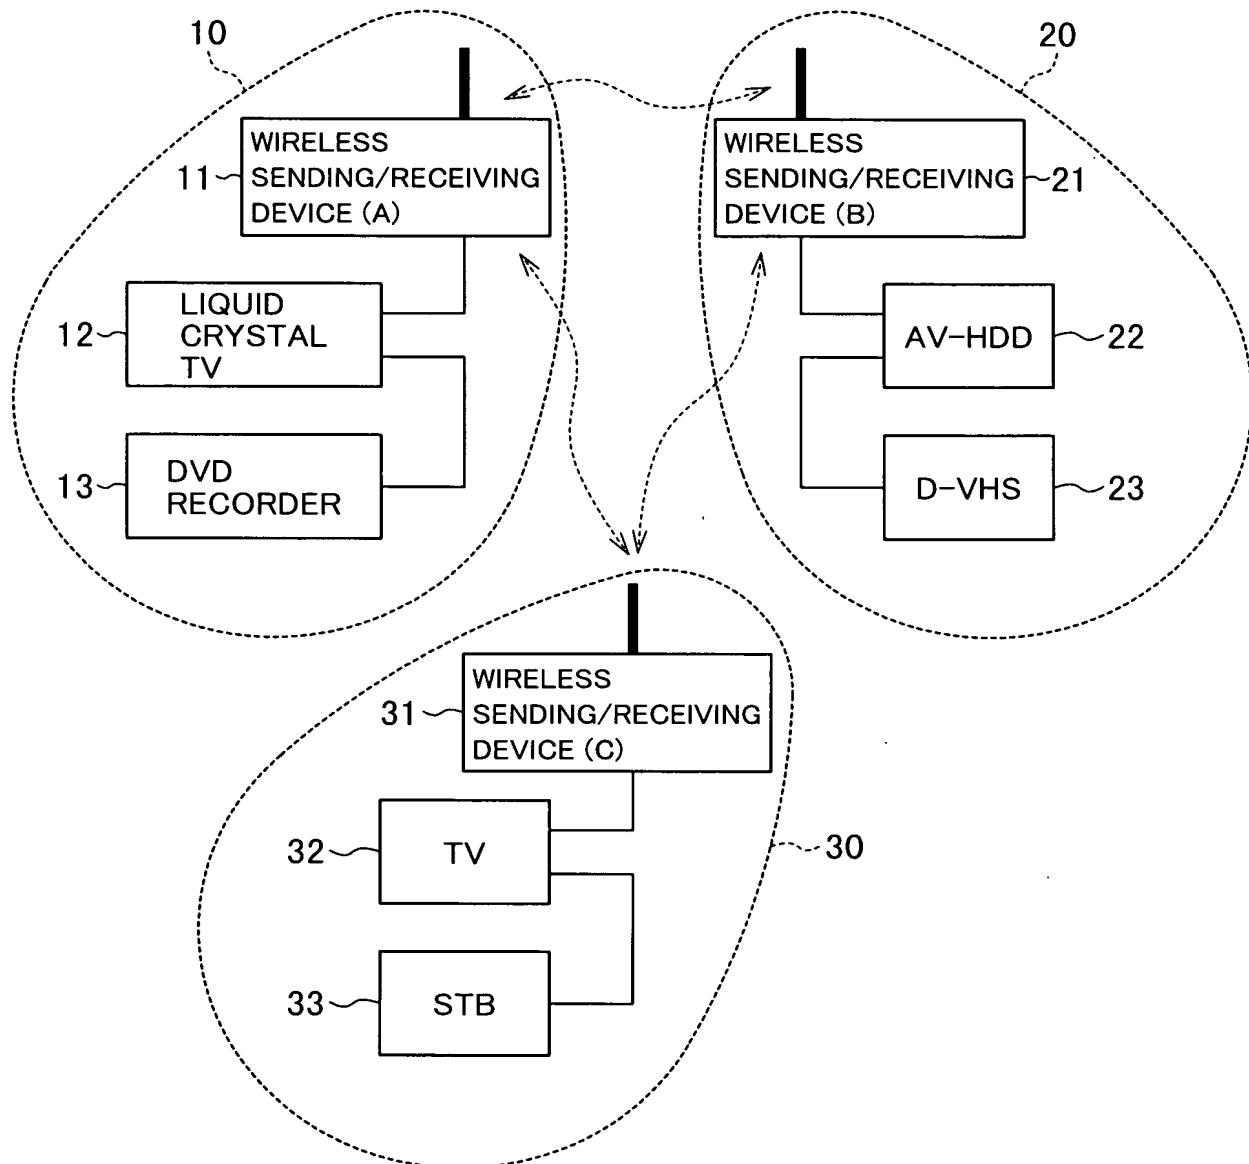 10
20
WIRELESS
SENDING/RECEIVING
DEVICE (A)
11
WIRELESS
SENDING/RECEIVING
DEVICE (B)
21
LIQUID
CRYSTAL
TV
12
AV-HDD
22
DVD
RECORDER
13
D-VHS
23
WIRELESS
SENDING/RECEIVING
DEVICE (C)
31
TV
32
30
STB
33